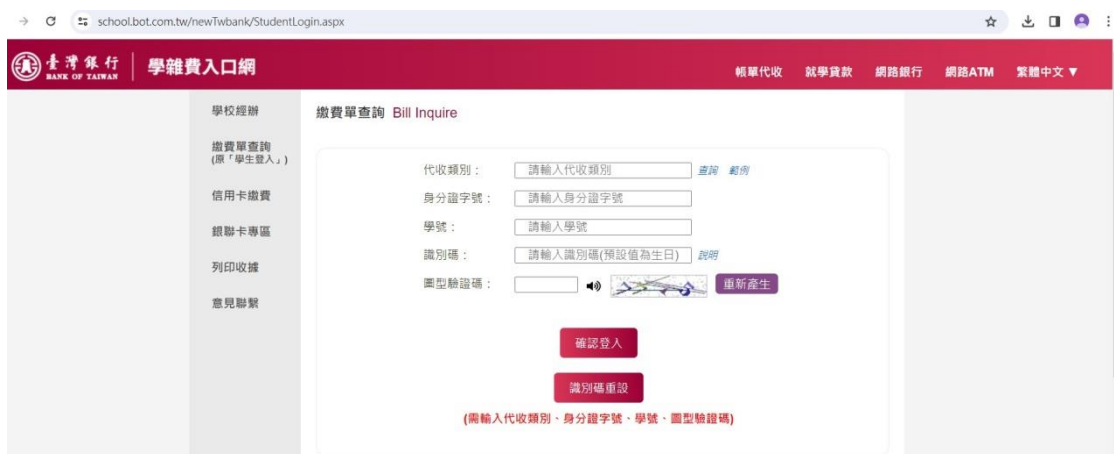 school.bot.com.tw/newTwbank/StudentLogin.aspx
臺灣銀行
BANK OF TAIWAN
學雜費入口網
帳單代收 就學貸款 網路銀行 網路ATM 繁體中文 ▼
學校經辦
繳費單查詢
(原「學生登入」)
信用卡繳費
銀聯卡專區
列印收據
意見聯繫
繳費單查詢 Bill Inquire
代收類別： 請輸入代收類別 查詢 範例
身分證字號： 請輸入身分證字號
學號： 請輸入學號
識別碼： 請輸入識別碼(預設值為生日) 說明
圖型驗證碼： 重新產生
確認登入
識別碼重設
(需輸入代收類別、身分證字號、學號、圖型驗證碼)